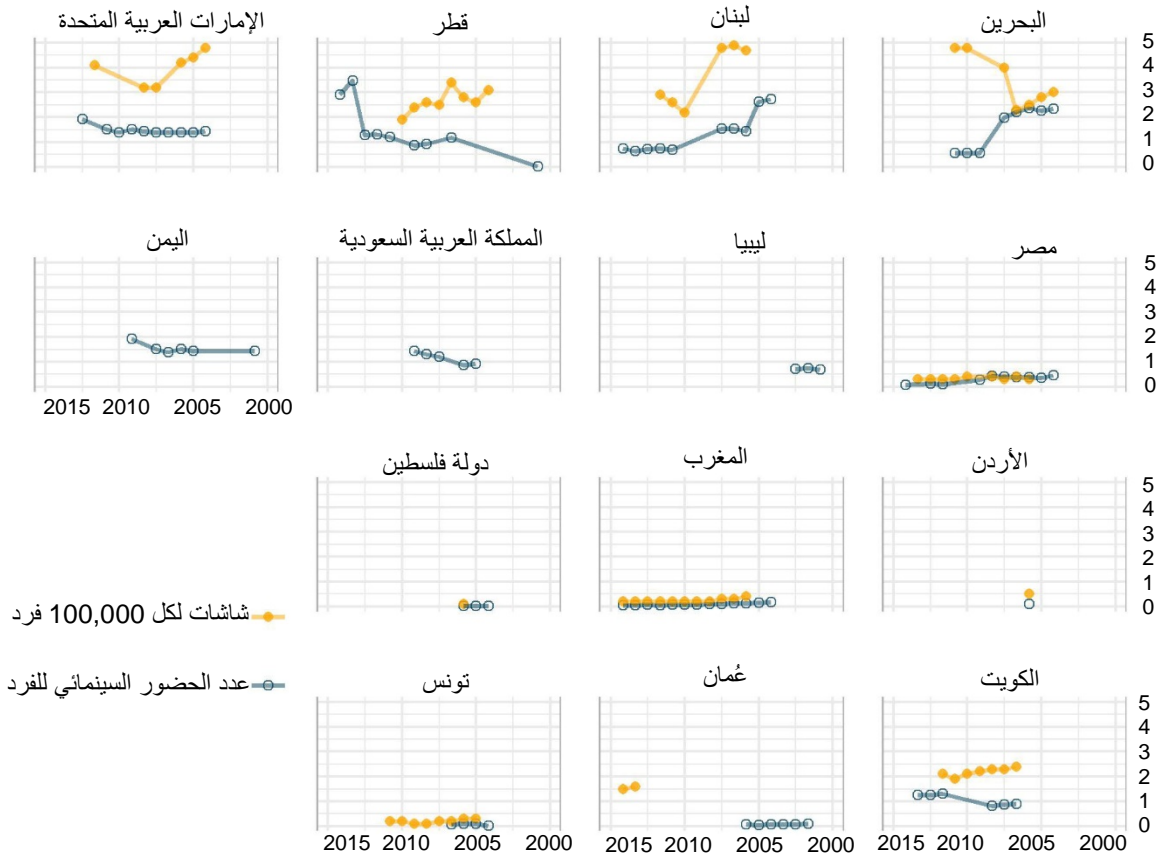 البحرين
لبنان
قطر
الإمارات العربية المتحدة
5
4
3
2
1
0
مصر
ليبيا
المملكة العربية السعودية
اليمن
5
4
3
2
1
0
2000 2005 2010 2015
الأردن
المغرب
دولة فلسطين
5
4
3
2
1
0
شاشات لكل 100,000 فرد
عدد الحضور السينمائي للفرد
الكويت
عُمان
تونس
5
4
3
2
1
0
2000 2005 2010 2015
2000 2005 2010 2015
2000 2005 2010 2015